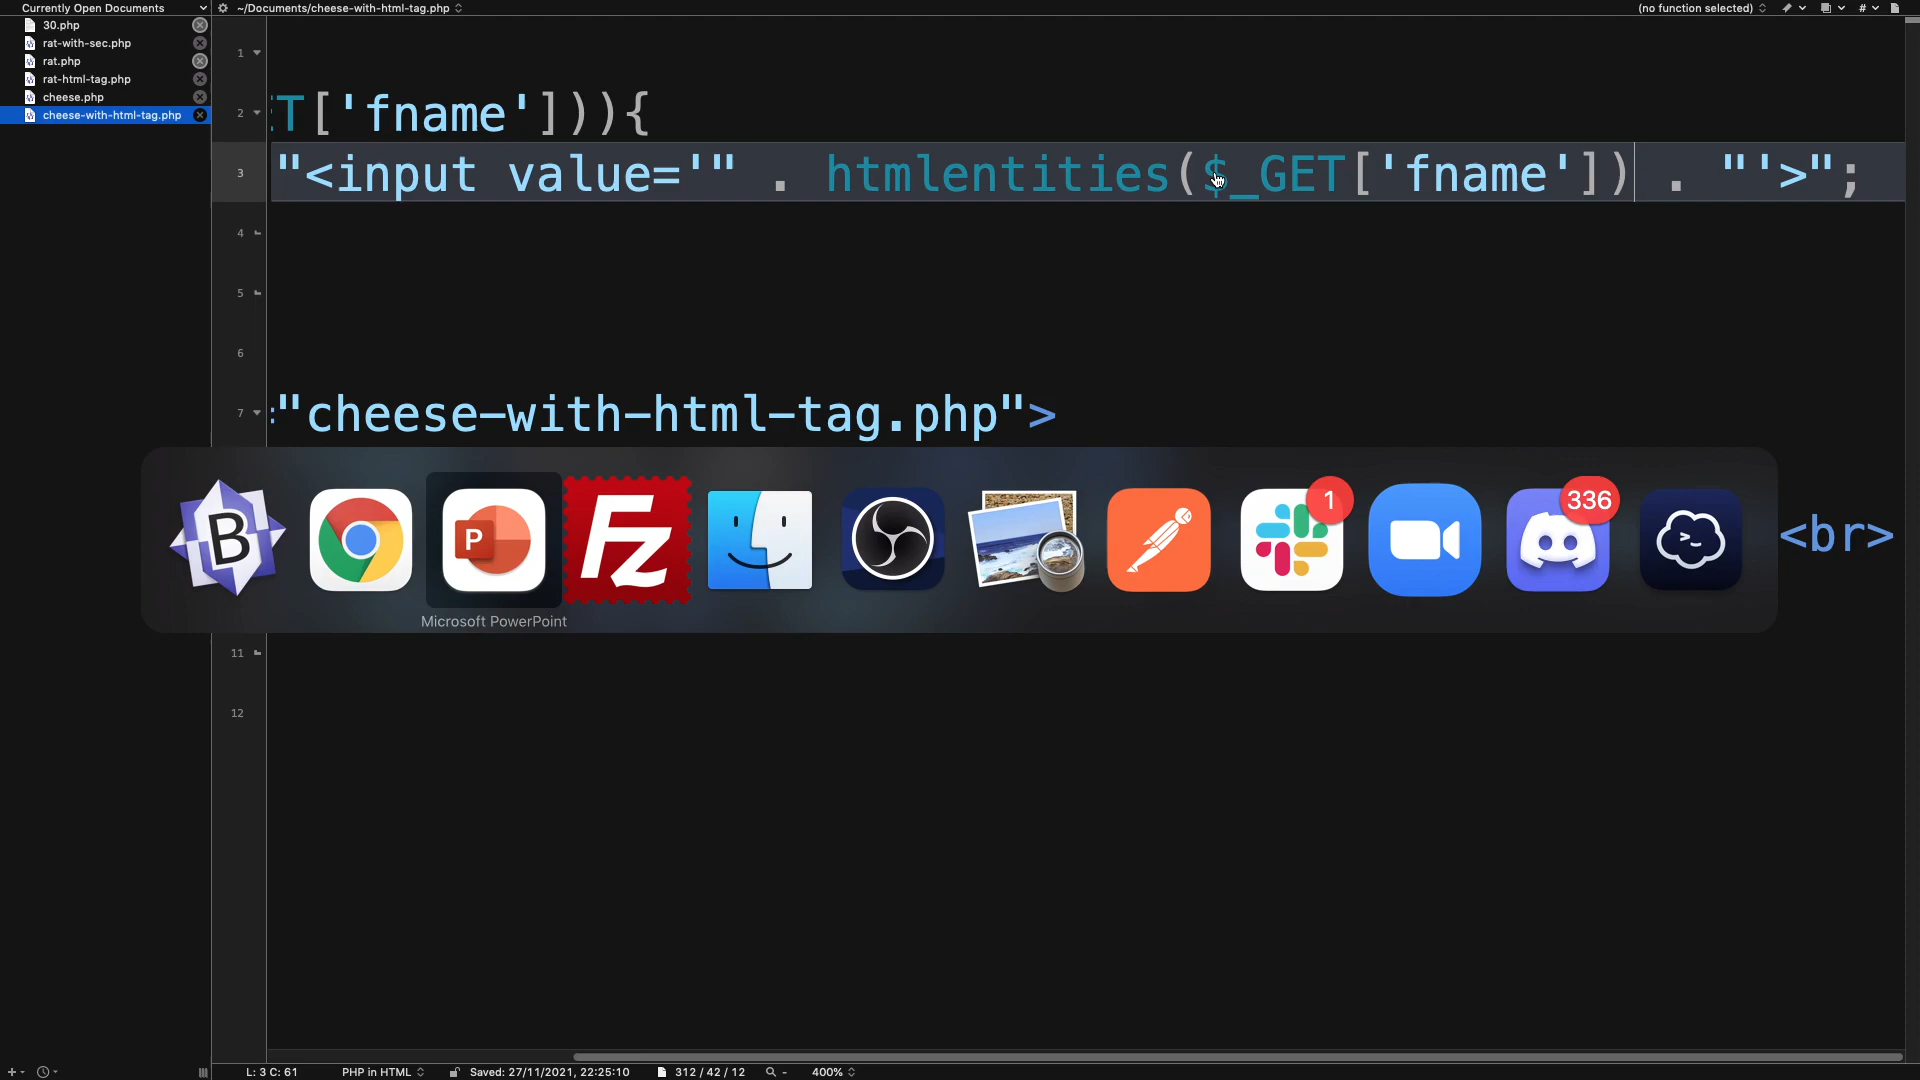 Currently Open Documents
~/Documents/cheese-with-html-tag.php
(no function selected)
#
30.php
rat-with-sec.php
rat.php
rat-html-tag.php
cheese.php
cheese-with-html-tag.php
1
2 ET['fname'])){
3 "<input value='" . htmlentities($_GET['fname']) . "'>";
4
5
6
7 ="cheese-with-html-tag.php">
B
P
Fz
1
336
<br>
Microsoft PowerPoint
11
12
L: 3 C: 61
PHP in HTML
Saved: 27/11/2021, 22:25:10
312 / 42 / 12
-
400%